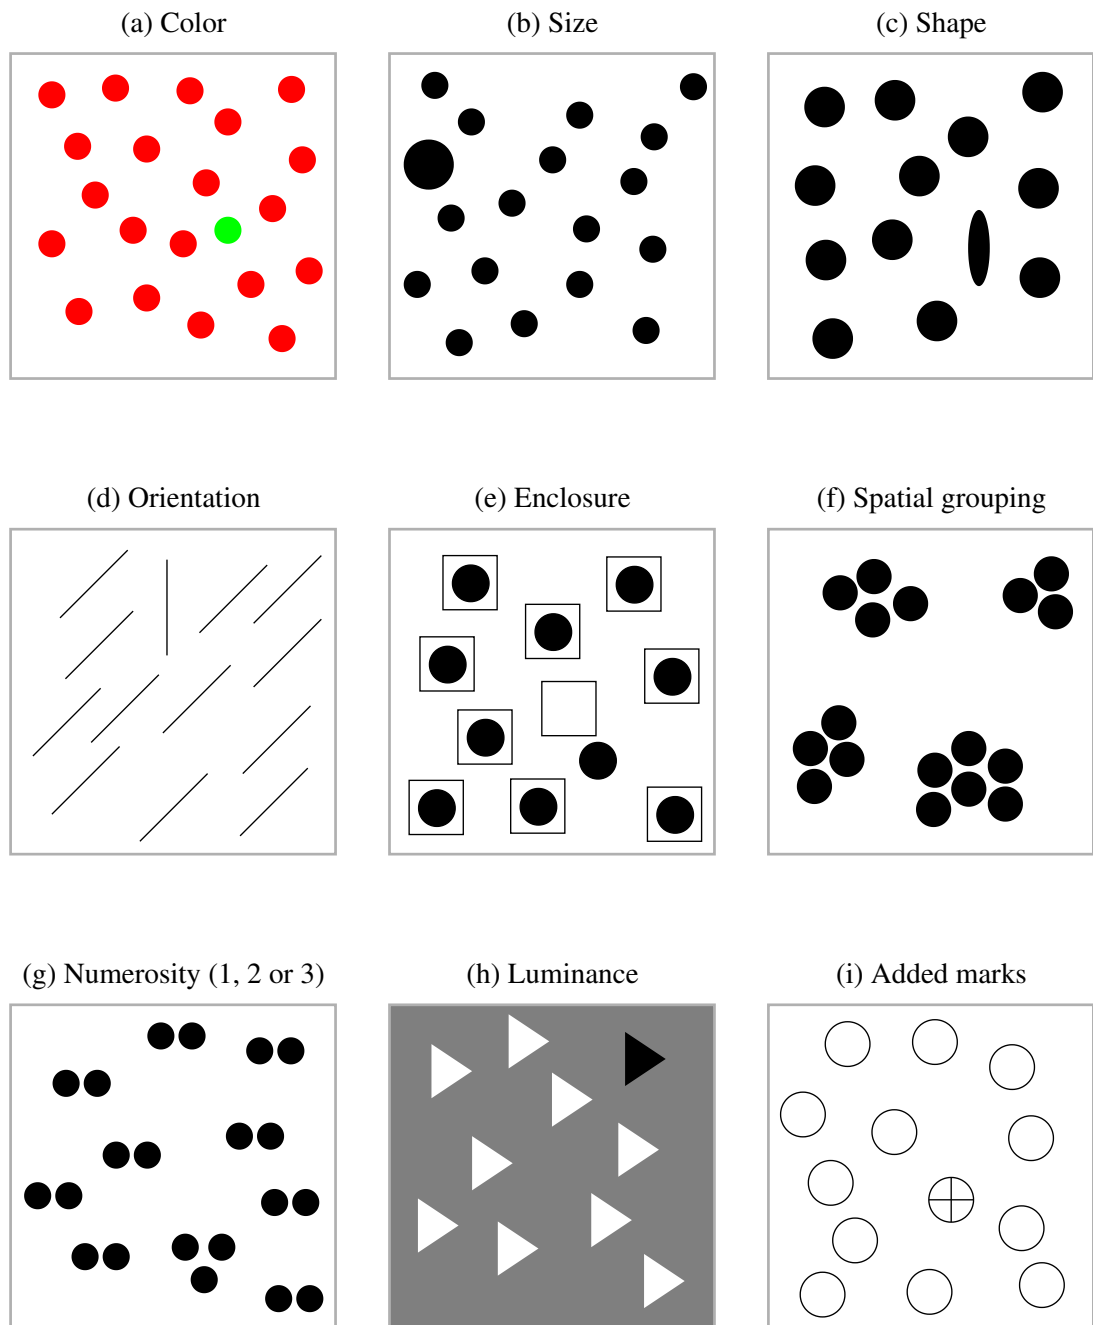 (a) Color
(b) Size
(c) Shape
(d) Orientation
(e) Enclosure
(f) Spatial grouping
(g) Numerosity (1, 2 or 3)
(h) Luminance
(i) Added marks